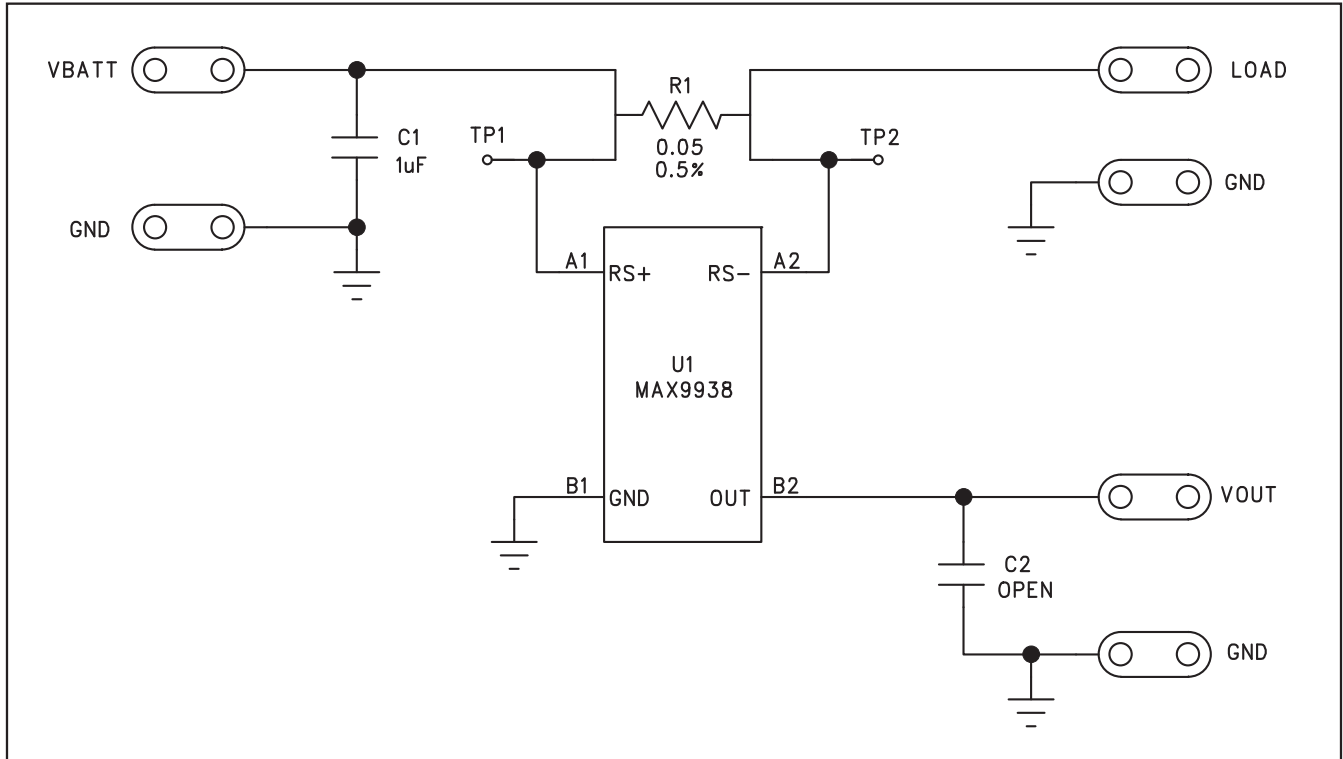 VBATT
LOAD
R1
C1
1uF
TP1
TP2
0.05
0.5%
GND
GND
A1
RS+
RS-
A2
U1
MAX9938
B1
GND
OUT
B2
VOUT
C2
OPEN
GND